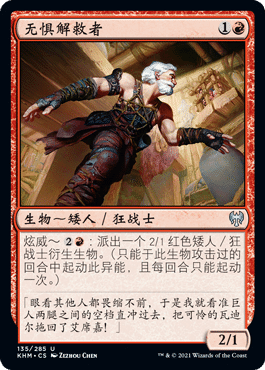 无惧解救者 1
生物～矮人／狂战士
炫威～2：派出一个 2/1 红色矮人／狂
战士衍生生物。（只能于此生物攻击过的
回合中起动此异能，且每回合只能起动
一次。）
「眼看其他人都畏缩不前，于是我就看准巨
人两腿之间的空档直冲过去，把可怜的瓦迪
尔拖回了艾席嘉！」
2/1
135/285 U
KHM • CS ZEZHOU CHEN
™ & © 2021 Wizards of the Coast